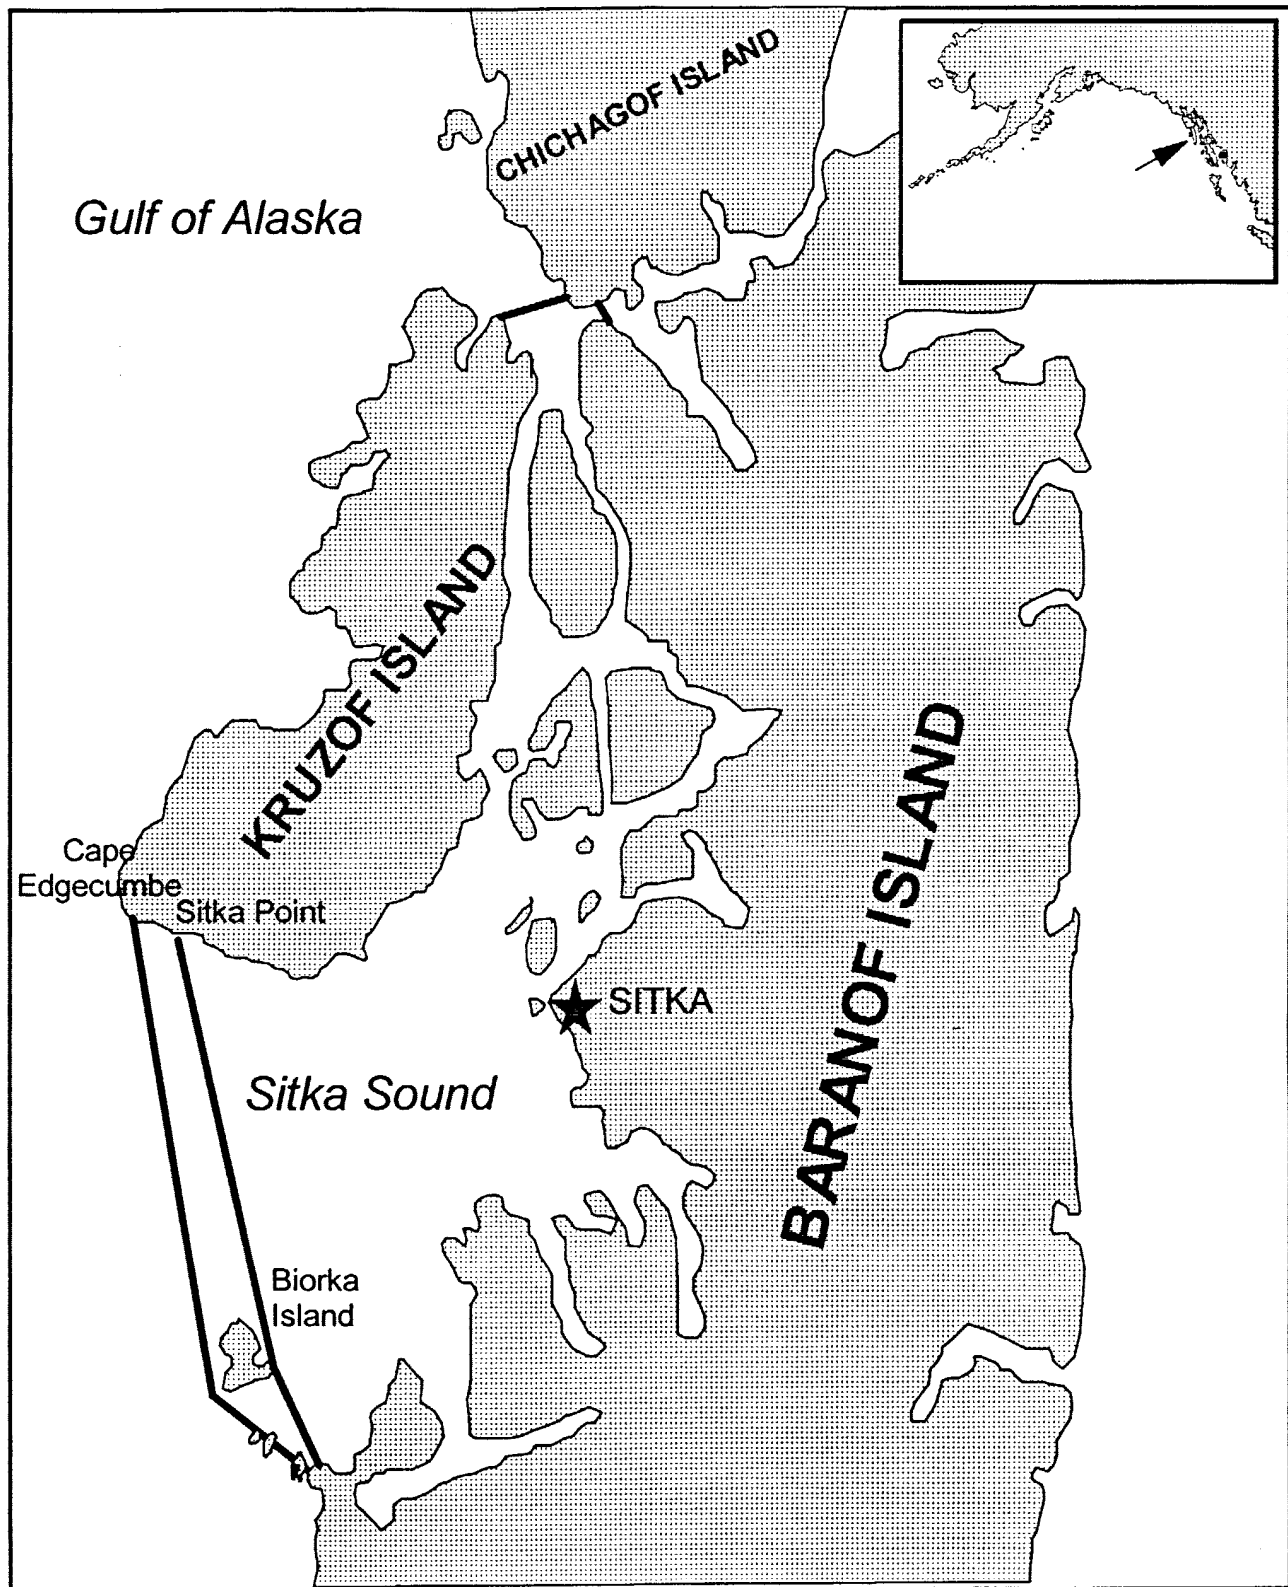 CHICHAGOF ISLAND
Gulf of Alaska
KRUZOF ISLAND
Cape
Edgecumbe
Sitka Point
SITKA
BARANOF ISLAND
Sitka Sound
Biorka
Island